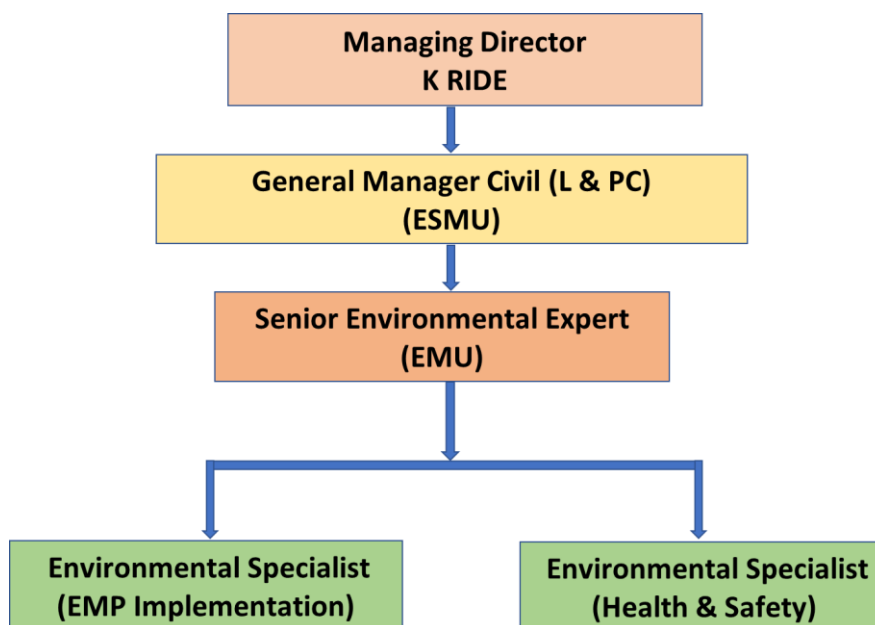 Managing Director
K RIDE
General Manager Civil (L & PC)
(ESMU)
Senior Environmental Expert
(EMU)
Environmental Specialist
(EMP Implementation)
Environmental Specialist
(Health & Safety)